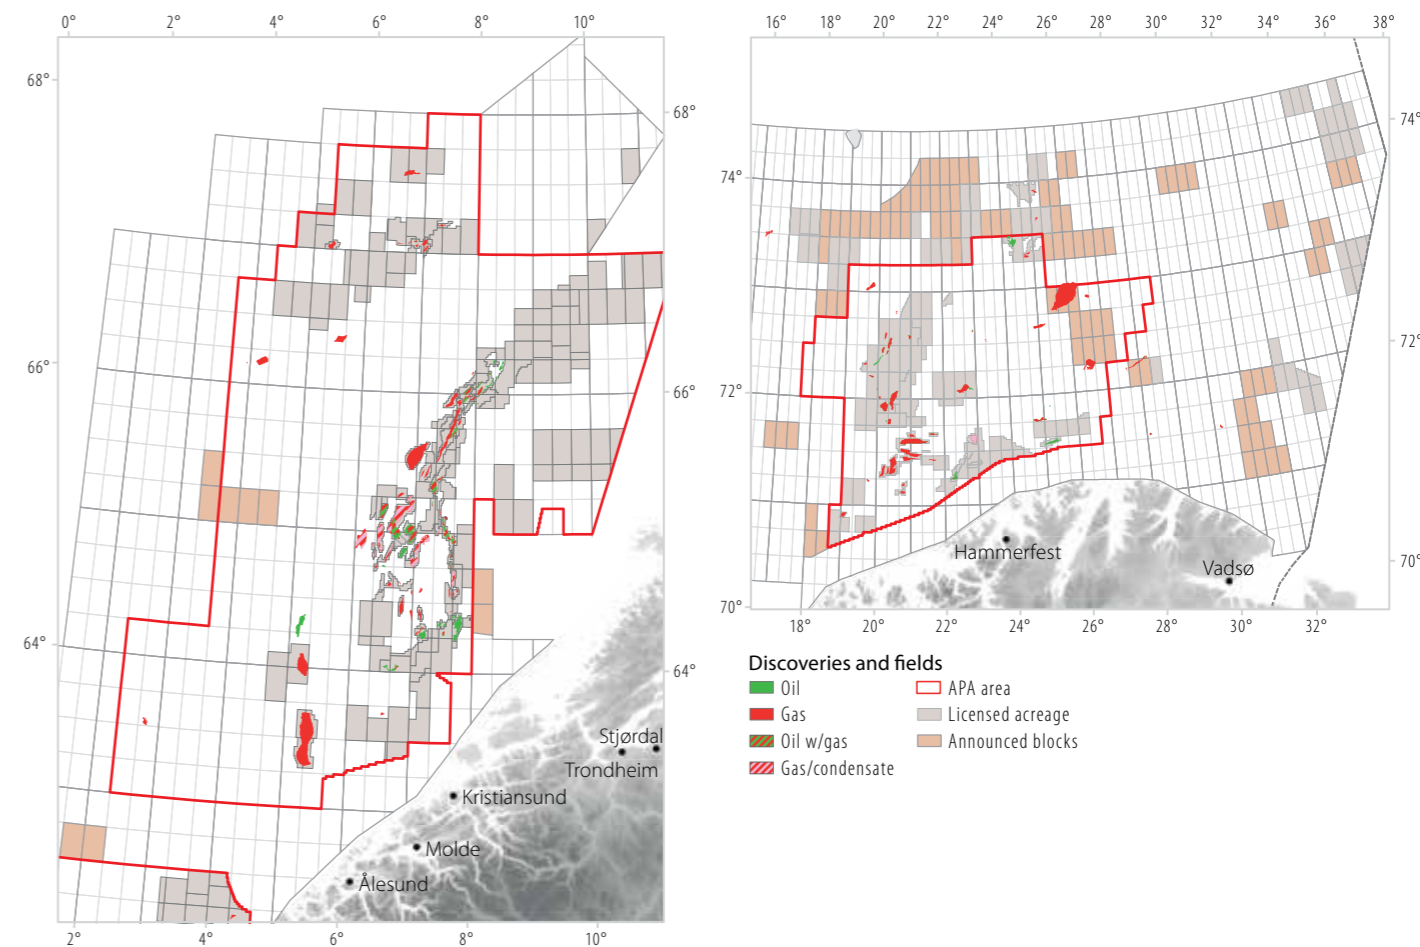 0° 2° 4° 6° 8° 10°
68°
68°
66°
66°
64°
64°
Stjørdal
Trondheim
Kristiansund
Molde
Ålesund
2° 4° 6° 8° 10°
16° 18° 20° 22° 24° 26° 28° 30° 32° 34° 36° 38°
74°
74°
72°
72°
70°
70°
Hammerfest
Vadsø
18° 20° 22° 24° 26° 28° 30° 32°
Discoveries and fields
Oil
Gas
Oil w/gas
Gas/condensate
APA area
Licensed acreage
Announced blocks